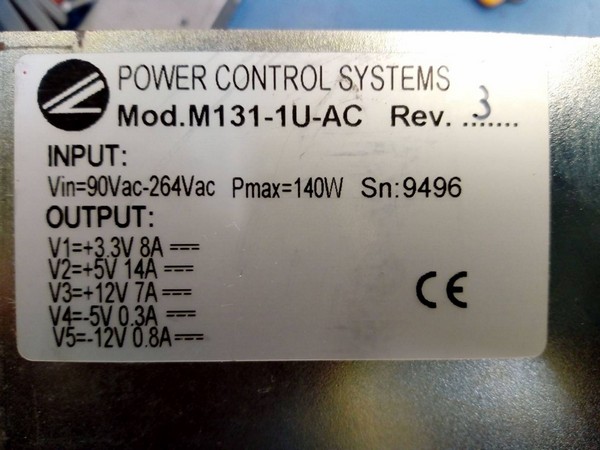 POWER CONTROL SYSTEMS
Mod.M131-1U-AC Rev. ...3....
INPUT:
Vin=90Vac-264Vac Pmax=140W Sn:9496
OUTPUT:
V1=+3.3V 8A ⎓
V2=+5V 14A ⎓
V3=+12V 7A ⎓
V4=-5V 0.3A ⎓
V5=-12V 0.8A ⎓
CE